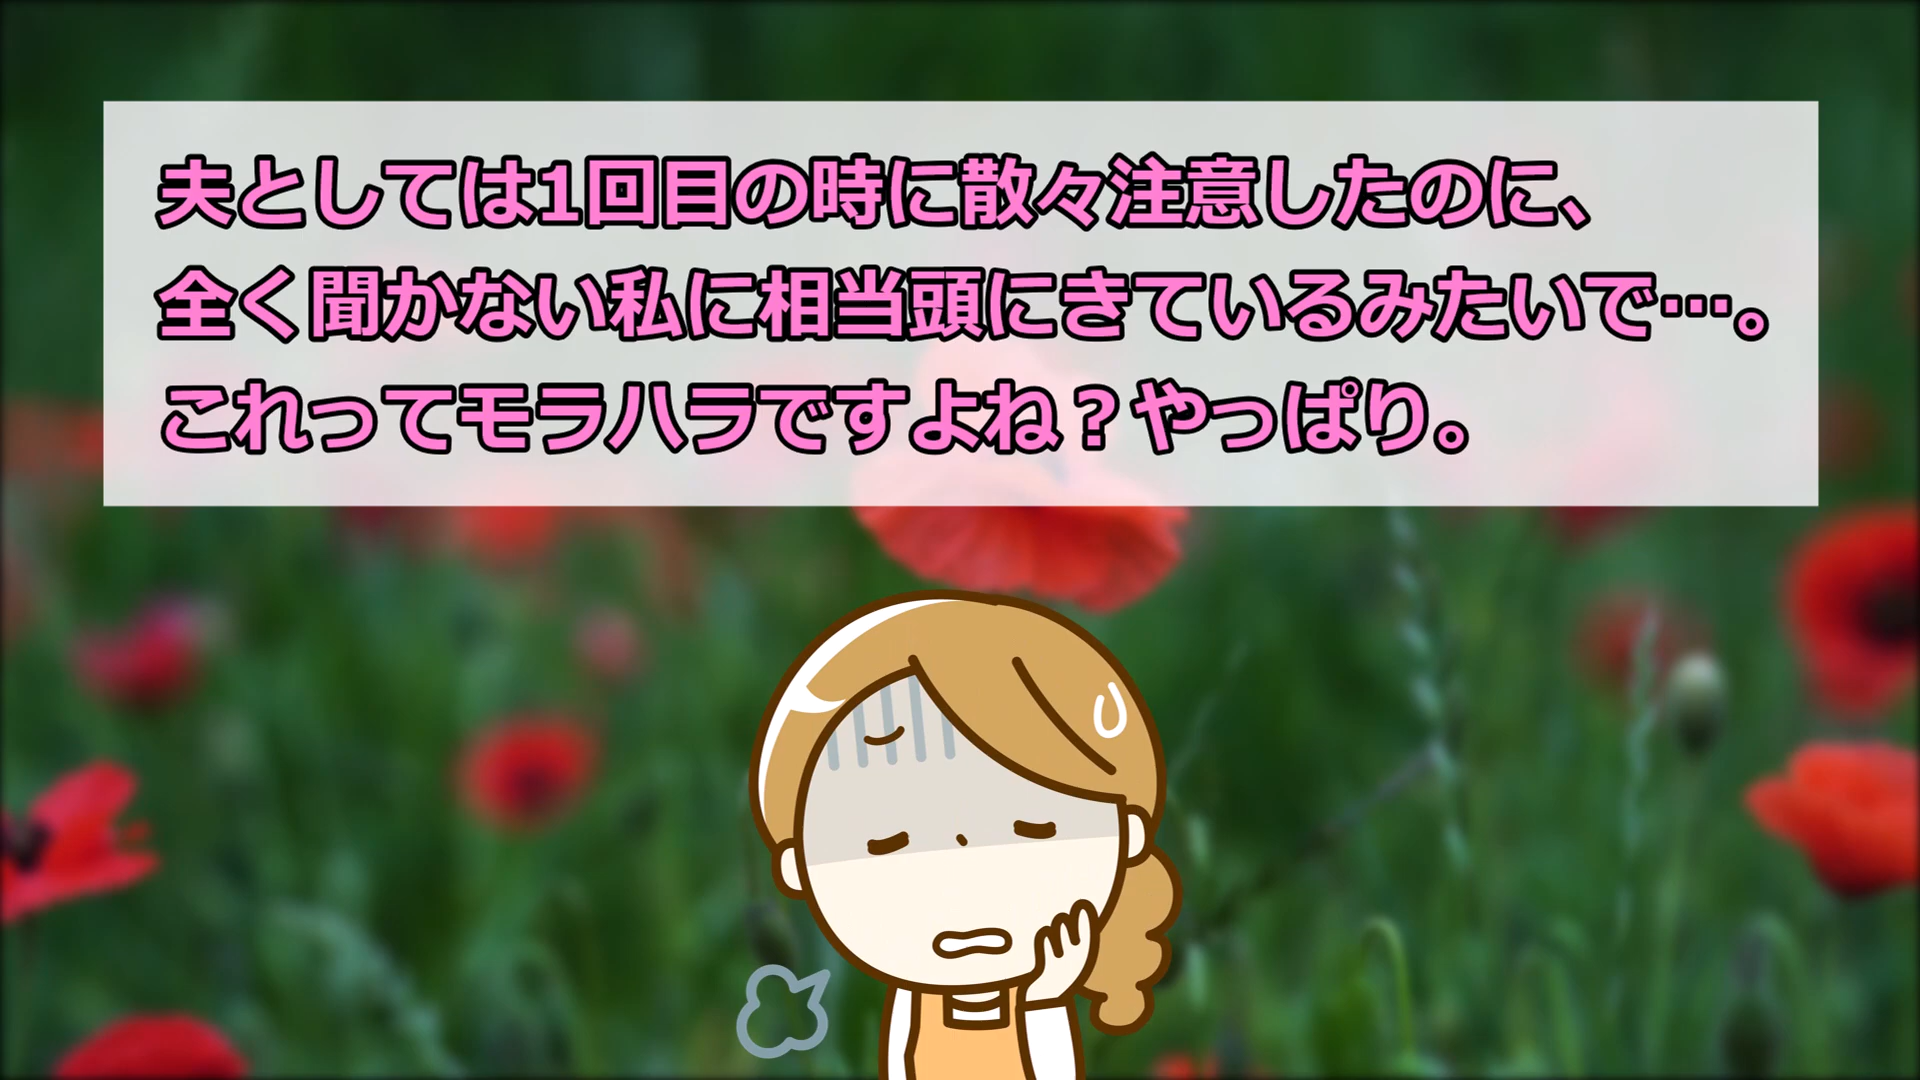 夫としては1回目の時に散々注意したのに、
全く聞かない私に相当頭にきているみたいで…。
これってモラハラですよね？やっぱり。